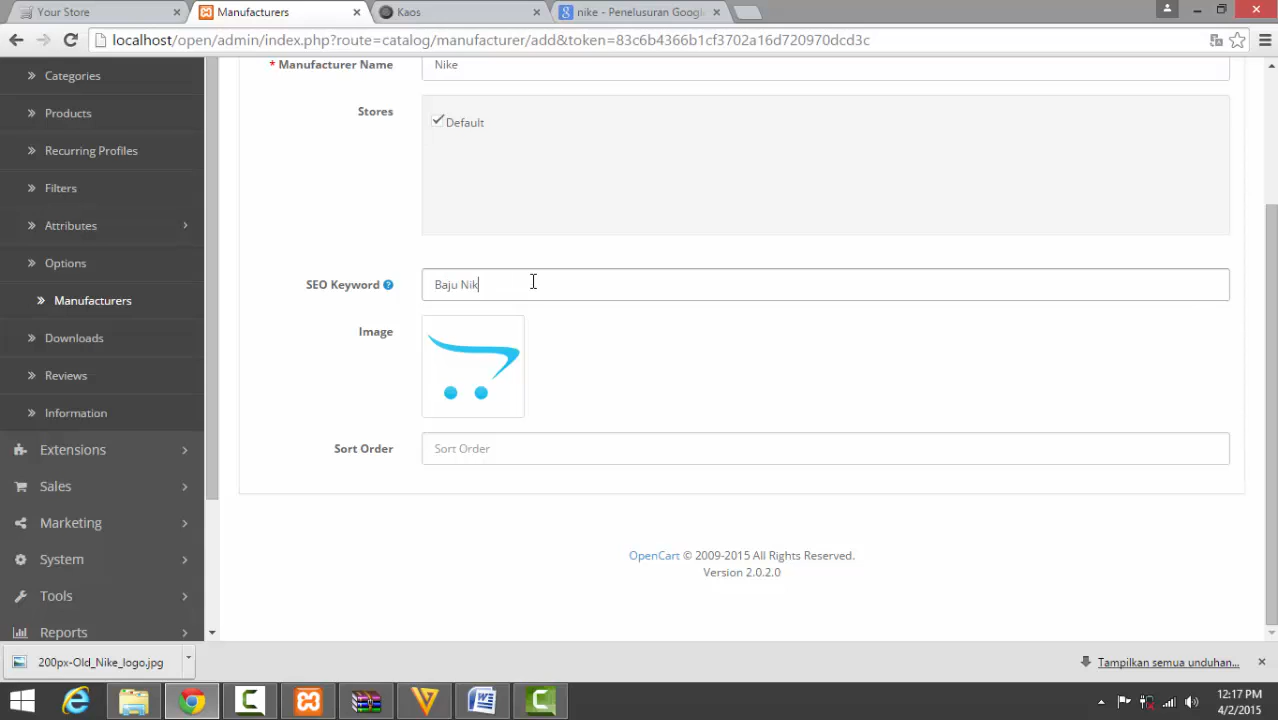 Your Store
Manufacturers
Kaos
nike - Penelusuran Googl
localhost/open/admin/index.php?route=catalog/manufacturer/add&token=83c6b4366b1cf3702a16d720970dcd3c
Categories
Products
Recurring Profiles
Filters
Attributes
Options
Manufacturers
Downloads
Reviews
Information
Extensions
Sales
Marketing
System
Tools
Reports
* Manufacturer Name
Nike
Stores
Default
SEO Keyword
Baju Nik
Image
Sort Order
Sort Order
OpenCart © 2009-2015 All Rights Reserved.
Version 2.0.2.0
200px-Old_Nike_logo.jpg
Tampilkan semua unduhan...
12:17 PM
4/2/2015